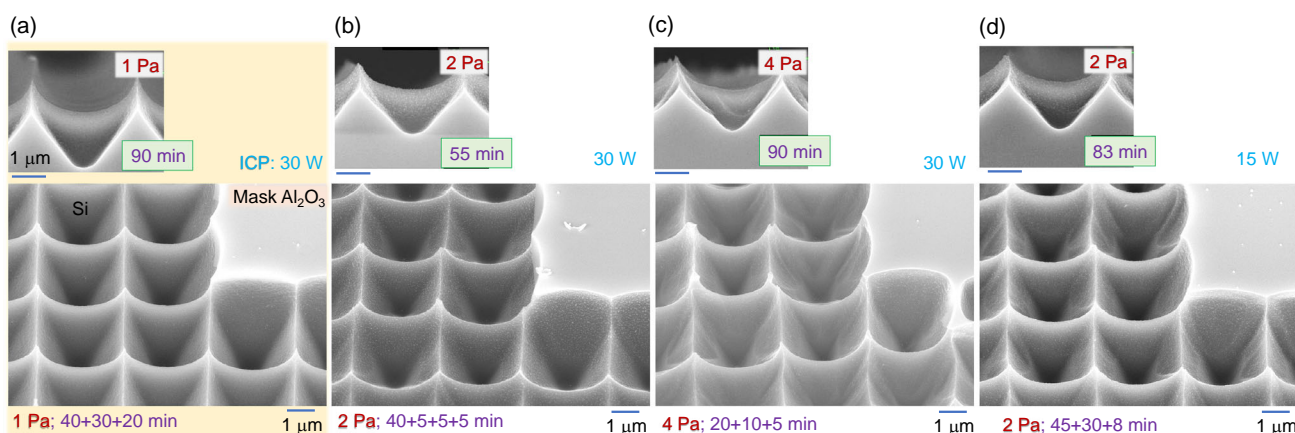 (a)
1 Pa
90 min
1 μm
ICP: 30 W
Si
Mask Al₂O₃
1 Pa; 40+30+20 min
1 μm
(b)
2 Pa
55 min
30 W
2 Pa; 40+5+5+5 min
1 μm
(c)
4 Pa
90 min
30 W
4 Pa; 20+10+5 min
1 μm
(d)
2 Pa
83 min
15 W
2 Pa; 45+30+8 min
1 μm